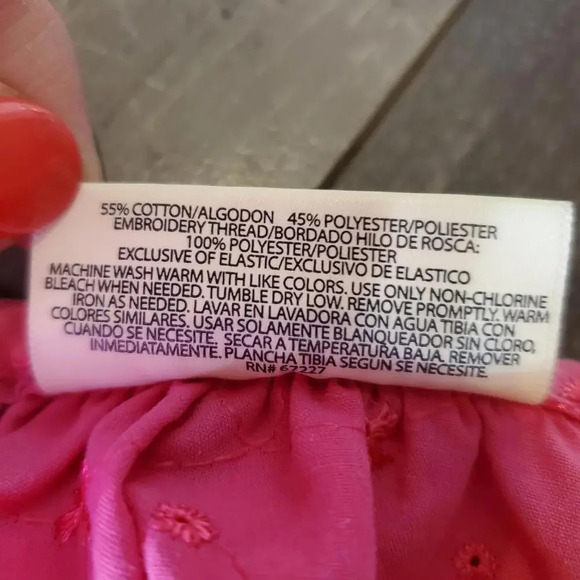 55% COTTON/ALGODON 45% POLYESTER/POLIESTER
EMBROIDERY THREAD/BORDADO HILO DE ROSCA:
100% POLYESTER/POLIESTER
EXCLUSIVE OF ELASTIC/EXCLUSIVO DE ELASTICO
MACHINE WASH WARM WITH LIKE COLORS. USE ONLY NON-CHLORINE
BLEACH WHEN NEEDED. TUMBLE DRY LOW. REMOVE PROMPTLY. WARM
IRON AS NEEDED. LAVAR EN LAVADORA CON AGUA TIBIA CON
COLORES SIMILARES. USAR SOLAMENTE BLANQUEADOR SIN CLORO,
CUANDO SE NECESITE. SECAR A TEMPERATURA BAJA. REMOVER
INMEDIATAMENTE. PLANCHA TIBIA SEGUN SE NECESITE.
RN# 67227